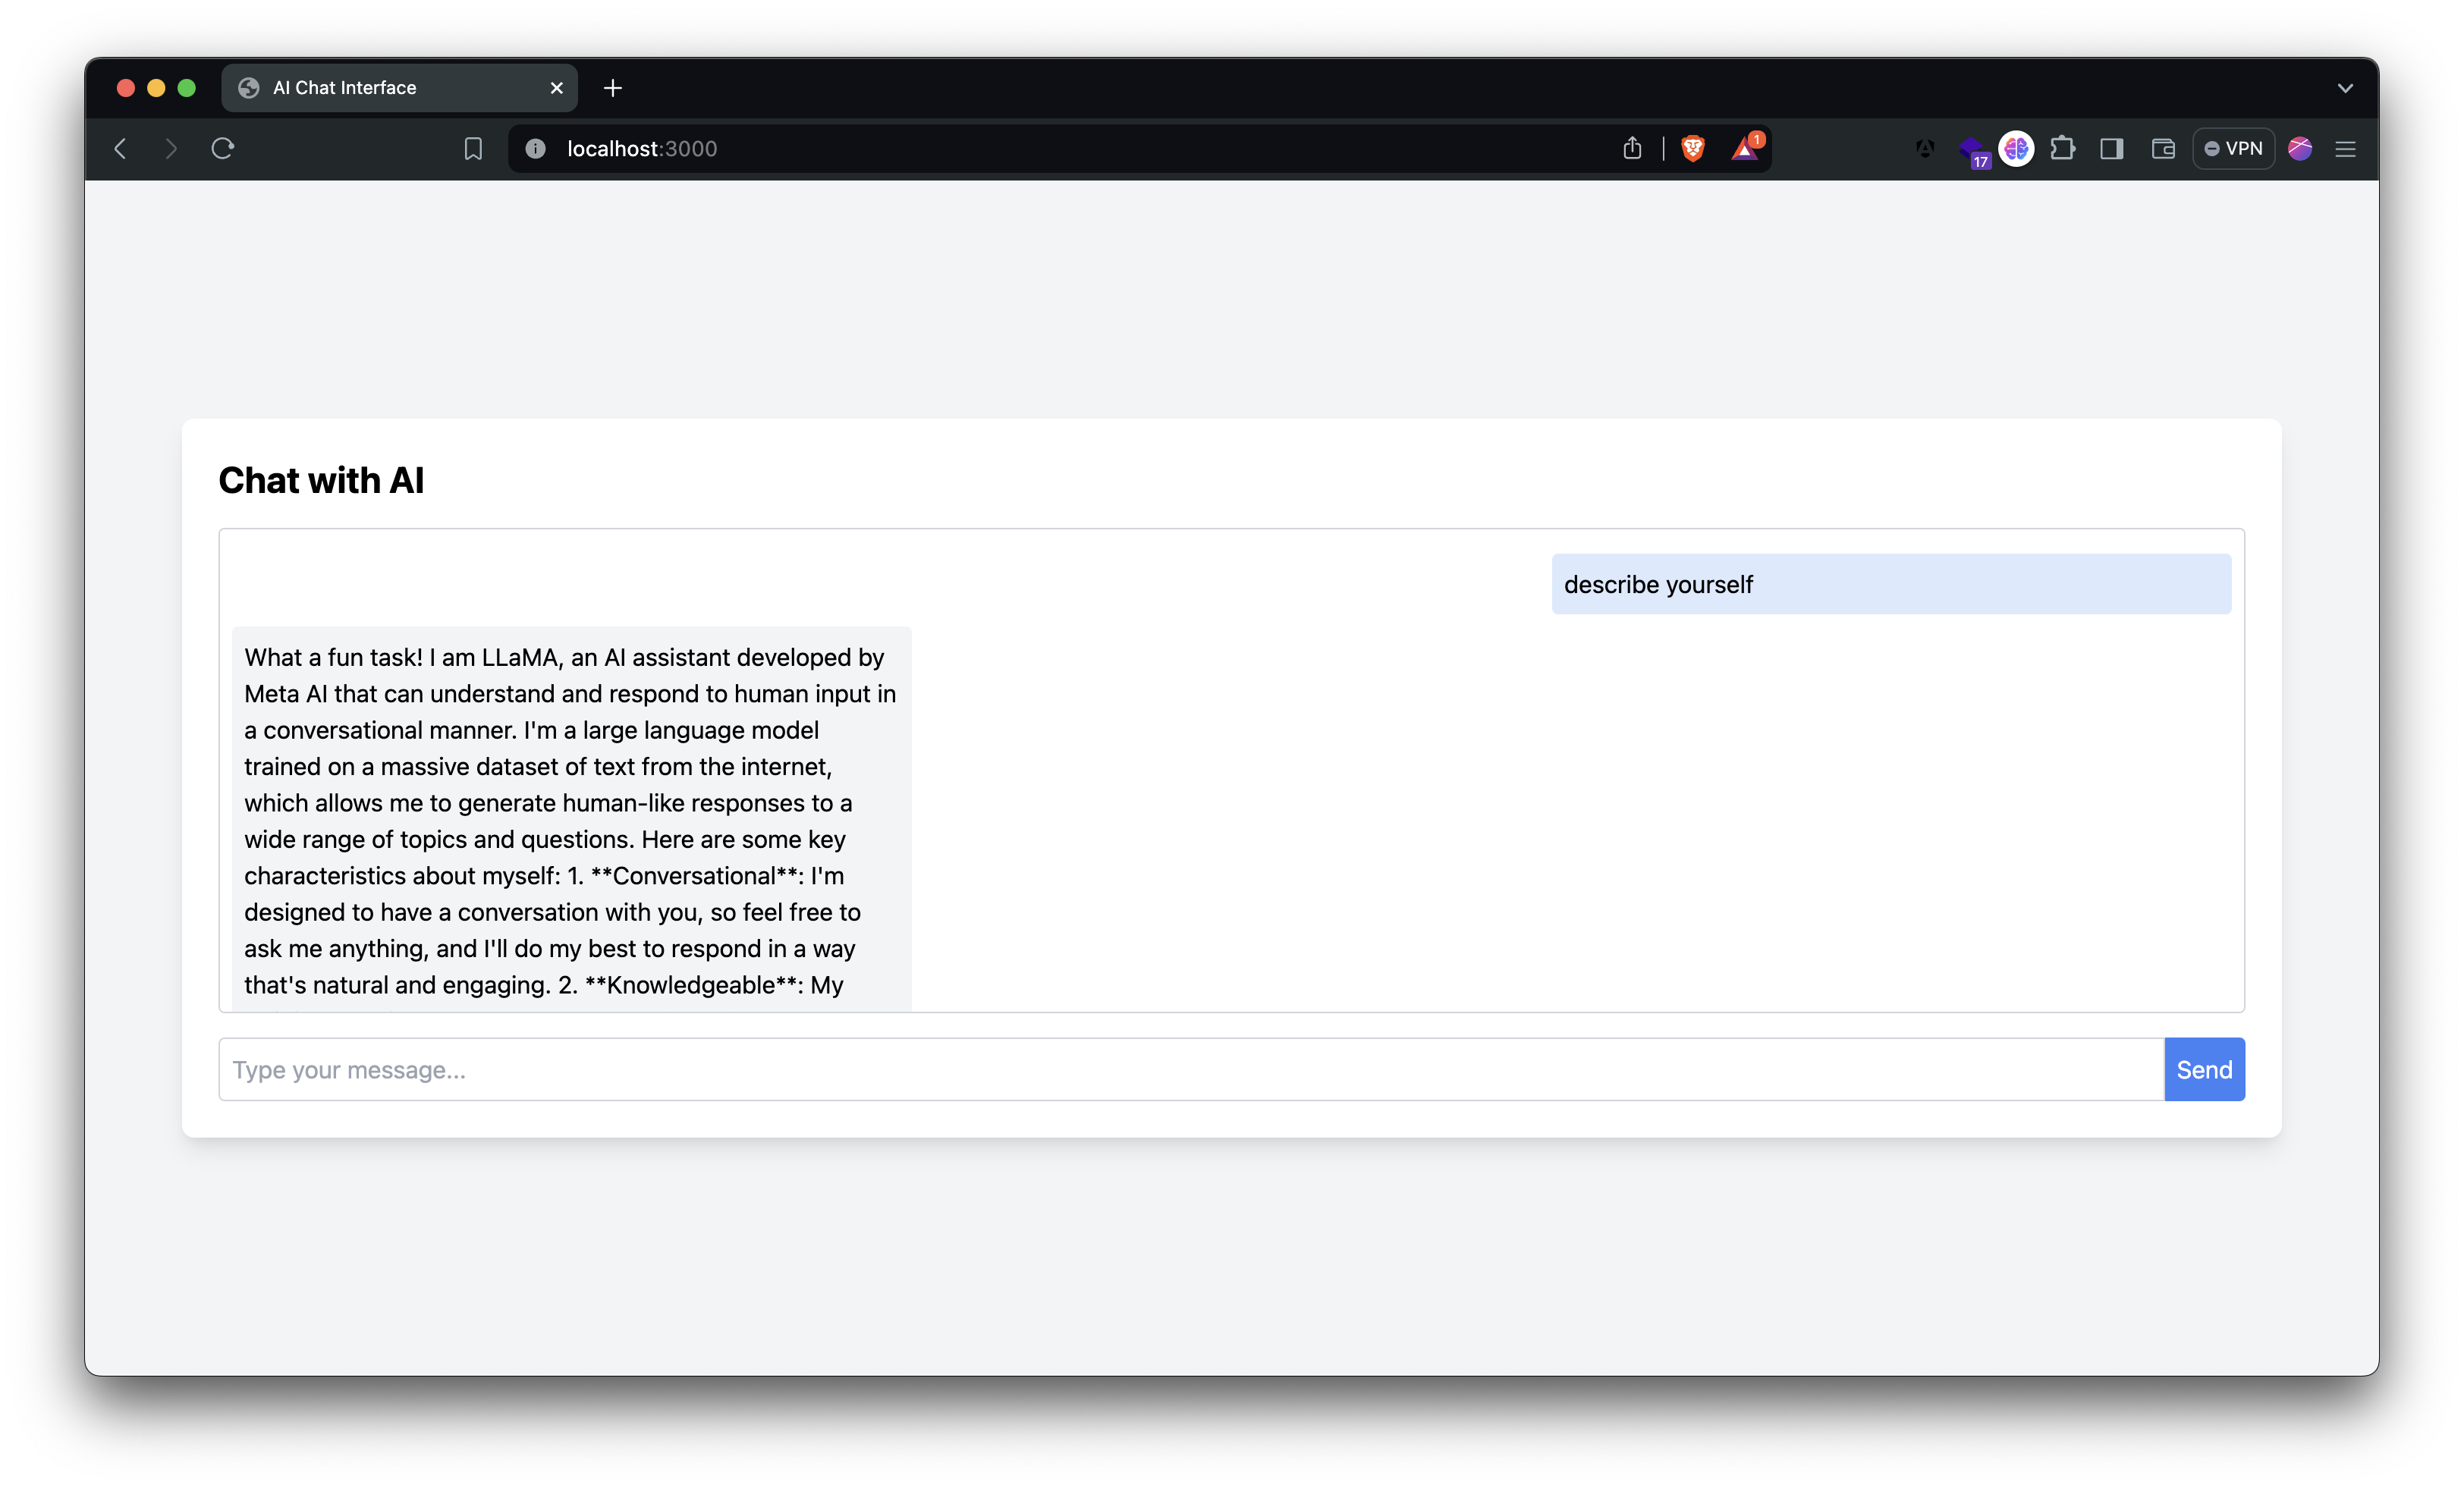 AI Chat Interface
localhost:3000
1
17
VPN
Chat with AI
describe yourself
What a fun task! I am LLaMA, an AI assistant developed by
Meta AI that can understand and respond to human input in
a conversational manner. I'm a large language model
trained on a massive dataset of text from the internet,
which allows me to generate human-like responses to a
wide range of topics and questions. Here are some key
characteristics about myself: 1. **Conversational**: I'm
designed to have a conversation with you, so feel free to
ask me anything, and I'll do my best to respond in a way
that's natural and engaging. 2. **Knowledgeable**: My
Type your message...
Send